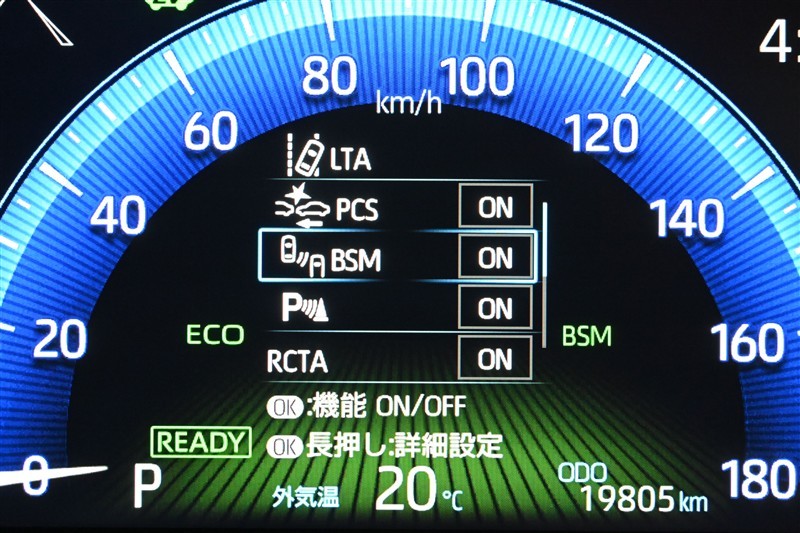 4:
80
100
km/h
60
120
LTA
40
PCS ON
140
BSM ON
P ON
20
ECO
BSM
160
RCTA ON
OK:機能 ON/OFF
READY
OK長押し:詳細設定
0
P
外気温 20℃
ODO
19805km
180